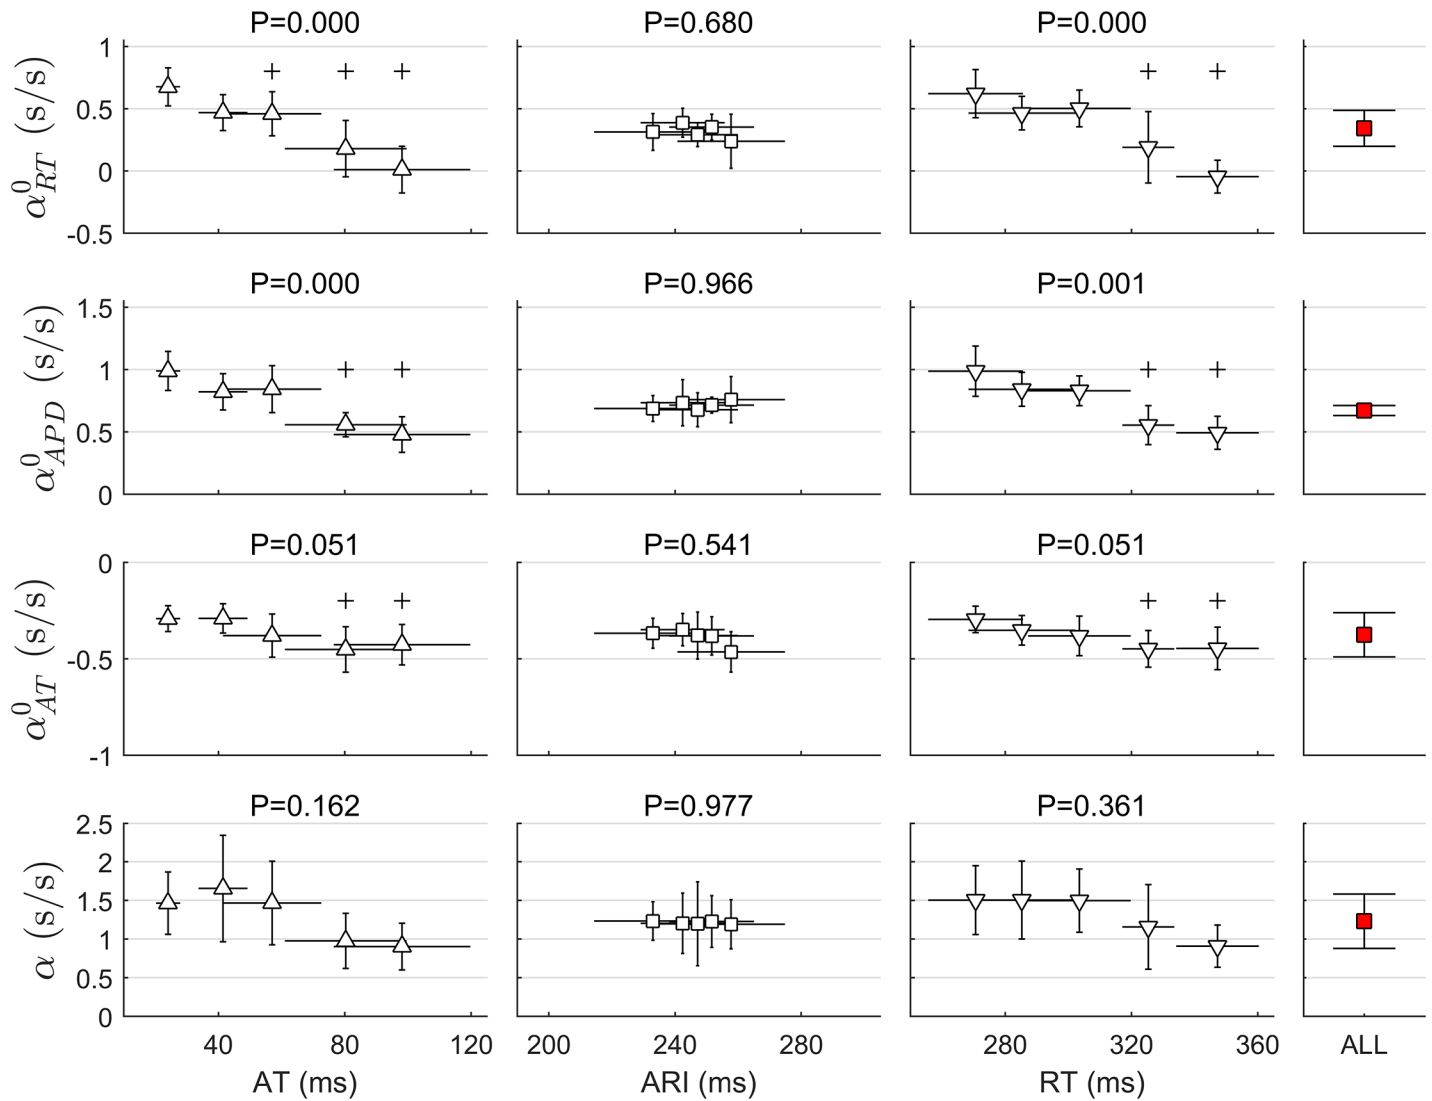 P=0.000 P=0.680 P=0.000
α⁰RT (s/s)
1
0.5
0
-0.5
P=0.000 P=0.966 P=0.001
α⁰APD (s/s)
1.5
1
0.5
0
P=0.051 P=0.541 P=0.051
α⁰AT (s/s)
0
-0.5
-1
P=0.162 P=0.977 P=0.361
α (s/s)
2.5
2
1.5
1
0.5
0
40 80 120 200 240 280 280 320 360 ALL
AT (ms) ARI (ms) RT (ms)